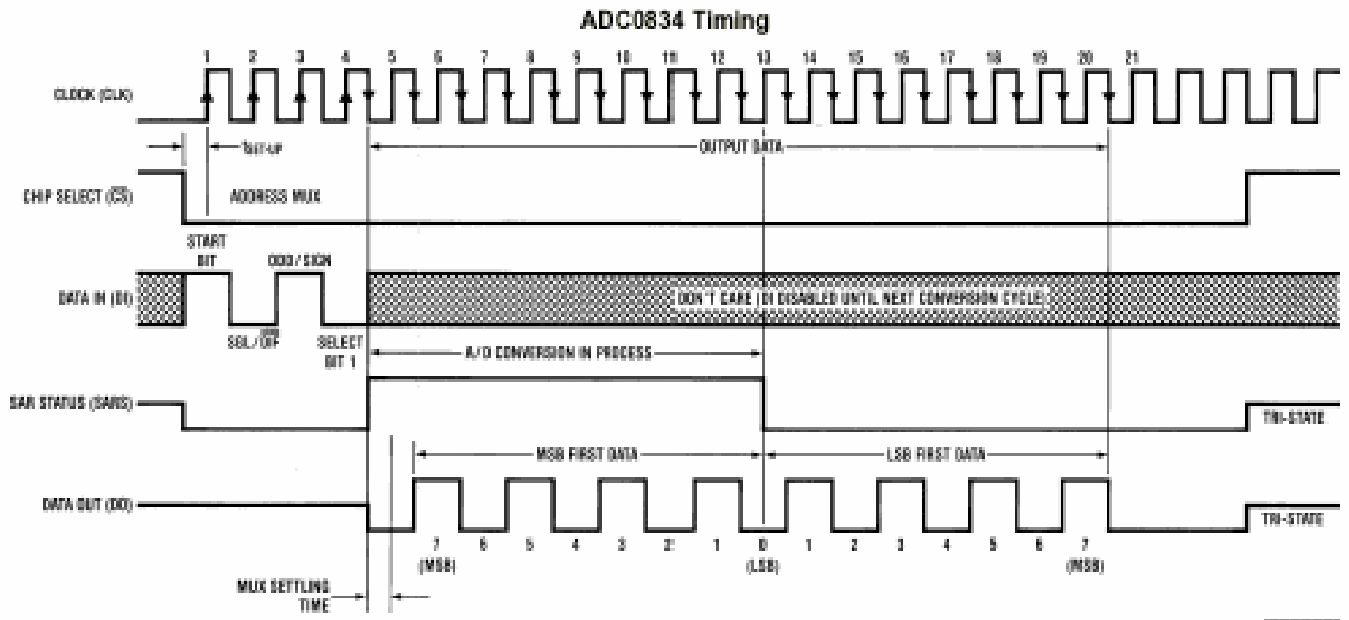 ADC0834 Timing
1 2 3 4 5 6 7 8 9 10 11 12 13 14 15 16 17 18 19 20 21
CLOCK (CLK)
tSET-UP
OUTPUT DATA
CHIP SELECT (C̅S̅)
ADDRESS MUX
START
BIT
ODD/SIGN
DATA IN (DI)
DON'T CARE (DI DISABLED UNTIL NEXT CONVERSION CYCLE)
SGL/D̅I̅F̅
SELECT
BIT 1
A/D CONVERSION IN PROCESS
SAR STATUS (SARS)
TRI-STATE
MSB FIRST DATA
LSB FIRST DATA
DATA OUT (DO)
TRI-STATE
7 6 5 4 3 2 1 0 1 2 3 4 5 6 7
(MSB) (LSB) (MSB)
MUX SETTLING
TIME